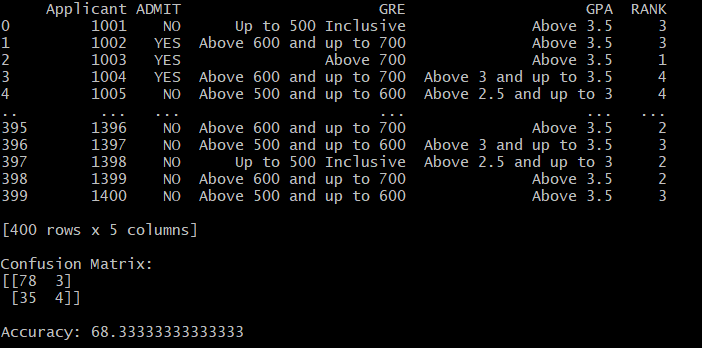 Applicant ADMIT GRE GPA RANK
0 1001 NO Up to 500 Inclusive Above 3.5 3
1 1002 YES Above 600 and up to 700 Above 3.5 3
2 1003 YES Above 700 Above 3.5 1
3 1004 YES Above 600 and up to 700 Above 3 and up to 3.5 4
4 1005 NO Above 500 and up to 600 Above 2.5 and up to 3 4
.. ... ... ... ... ...
395 1396 NO Above 600 and up to 700 Above 3.5 2
396 1397 NO Above 500 and up to 600 Above 3 and up to 3.5 3
397 1398 NO Up to 500 Inclusive Above 2.5 and up to 3 2
398 1399 NO Above 600 and up to 700 Above 3.5 2
399 1400 NO Above 500 and up to 600 Above 3.5 3
[400 rows x 5 columns]
Confusion Matrix:
[[78 3]
[35 4]]
Accuracy: 68.33333333333333